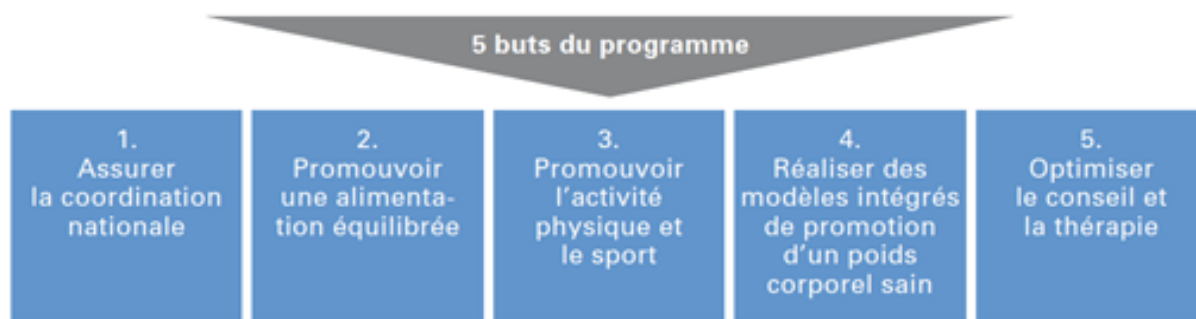 5 buts du programme
1.
Assurer
la coordination
nationale
2.
Promouvoir
une alimenta-
tion équilibrée
3.
Promouvoir
l'activité
physique et
le sport
4.
Réaliser des
modèles intégrés
de promotion
d'un poids
corporel sain
5.
Optimiser
le conseil et
la thérapie